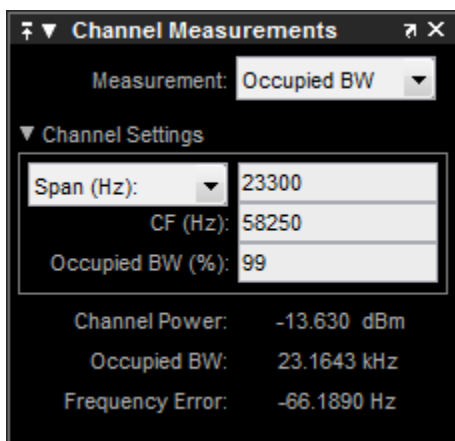 Channel Measurements
Measurement: Occupied BW
Channel Settings
Span (Hz): 23300
CF (Hz): 58250
Occupied BW (%): 99
Channel Power: -13.630 dBm
Occupied BW: 23.1643 kHz
Frequency Error: -66.1890 Hz